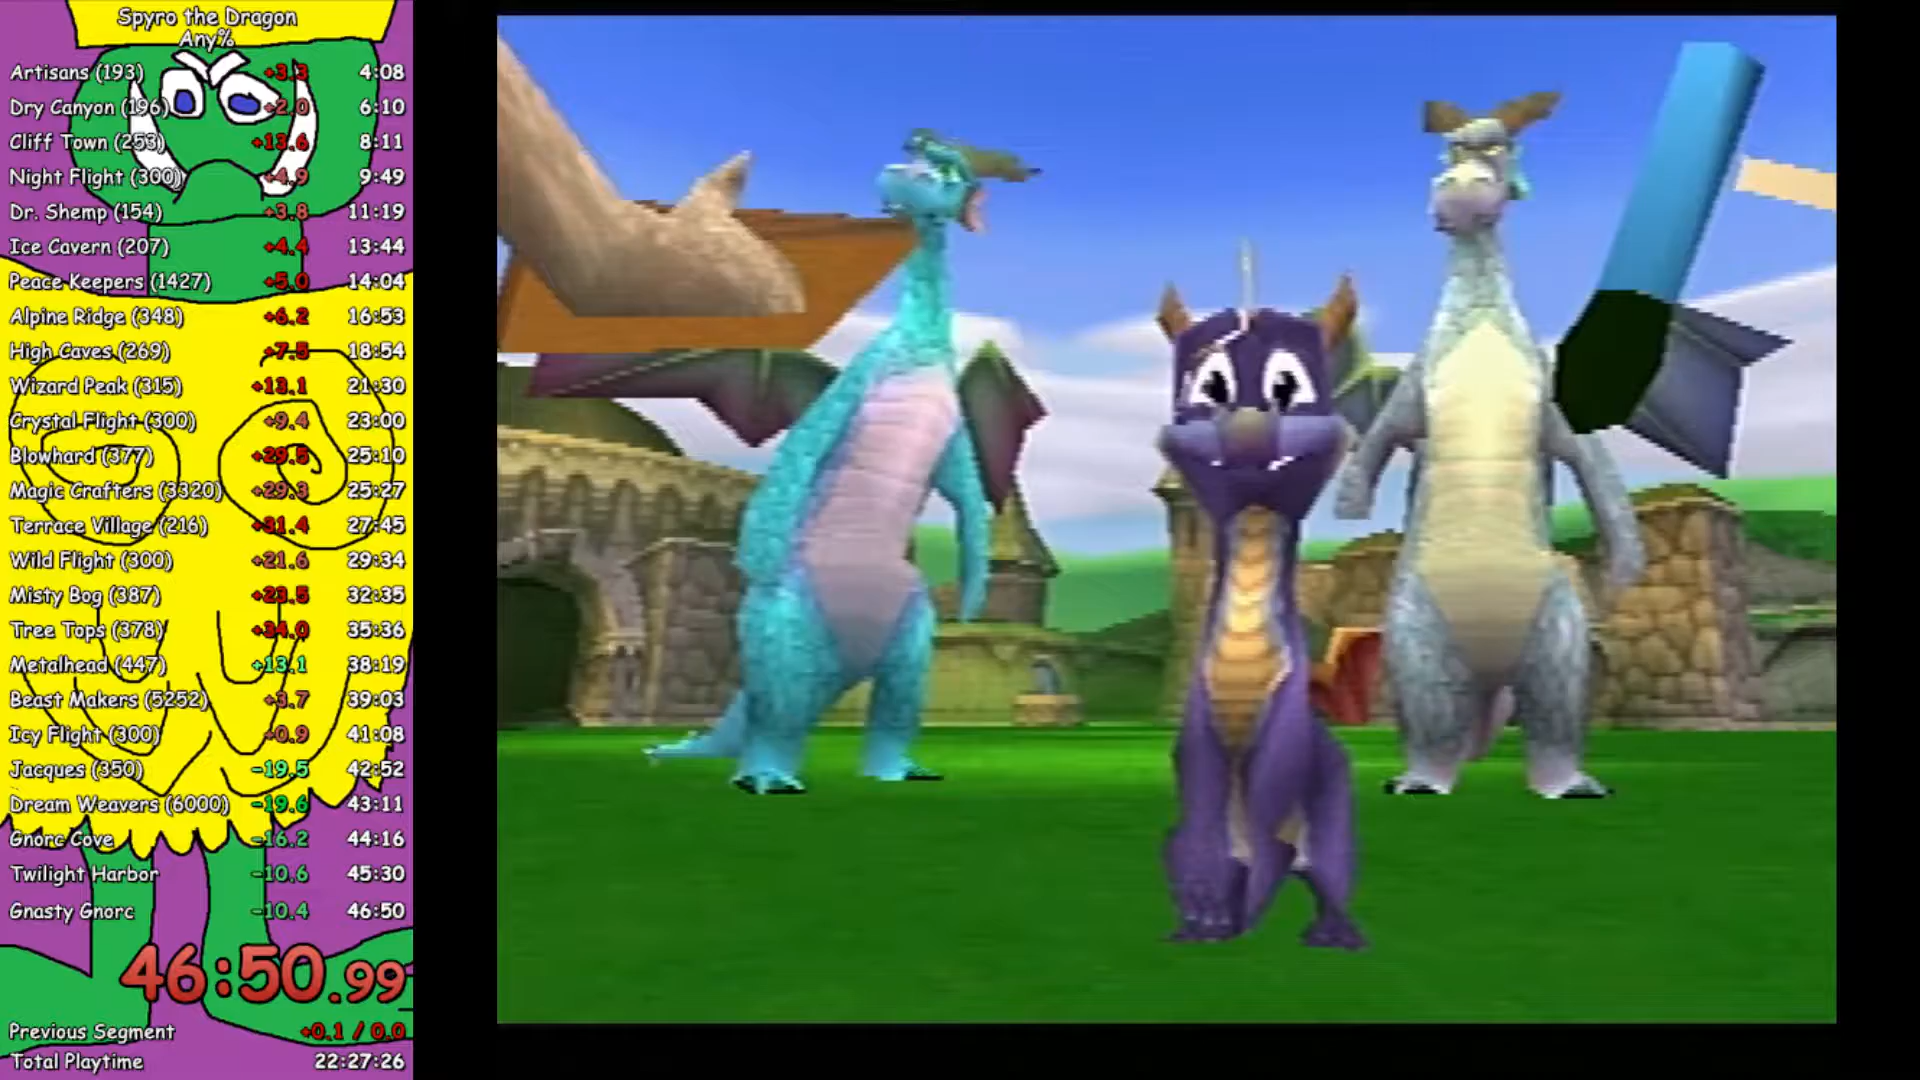 Spyro the Dragon
Any%
Artisans (193) +3.3 4:08
Dry Canyon (196) +2.0 6:10
Cliff Town (253) +13.6 8:11
Night Flight (300) +4.9 9:49
Dr. Shemp (154) +3.8 11:19
Ice Cavern (207) +4.4 13:44
Peace Keepers (1427) +5.0 14:04
Alpine Ridge (348) +6.2 16:53
High Caves (269) +7.5 18:54
Wizard Peak (315) +13.1 21:30
Crystal Flight (300) +9.4 23:00
Blowhard (377) +29.5 25:10
Magic Crafters (3320) +29.3 25:27
Terrace Village (216) +31.4 27:45
Wild Flight (300) +21.6 29:34
Misty Bog (387) +23.5 32:35
Tree Tops (378) +34.0 35:36
Metalhead (447) +13.1 38:19
Beast Makers (5252) +3.7 39:03
Icy Flight (300) +0.9 41:08
Jacques (350) -19.5 42:52
Dream Weavers (6000) -19.6 43:11
Gnorc Cove -16.2 44:16
Twilight Harbor -10.6 45:30
Gnasty Gnorc -10.4 46:50
46:50.99
Previous Segment +0.1 / 0.0
Total Playtime 22:27:26